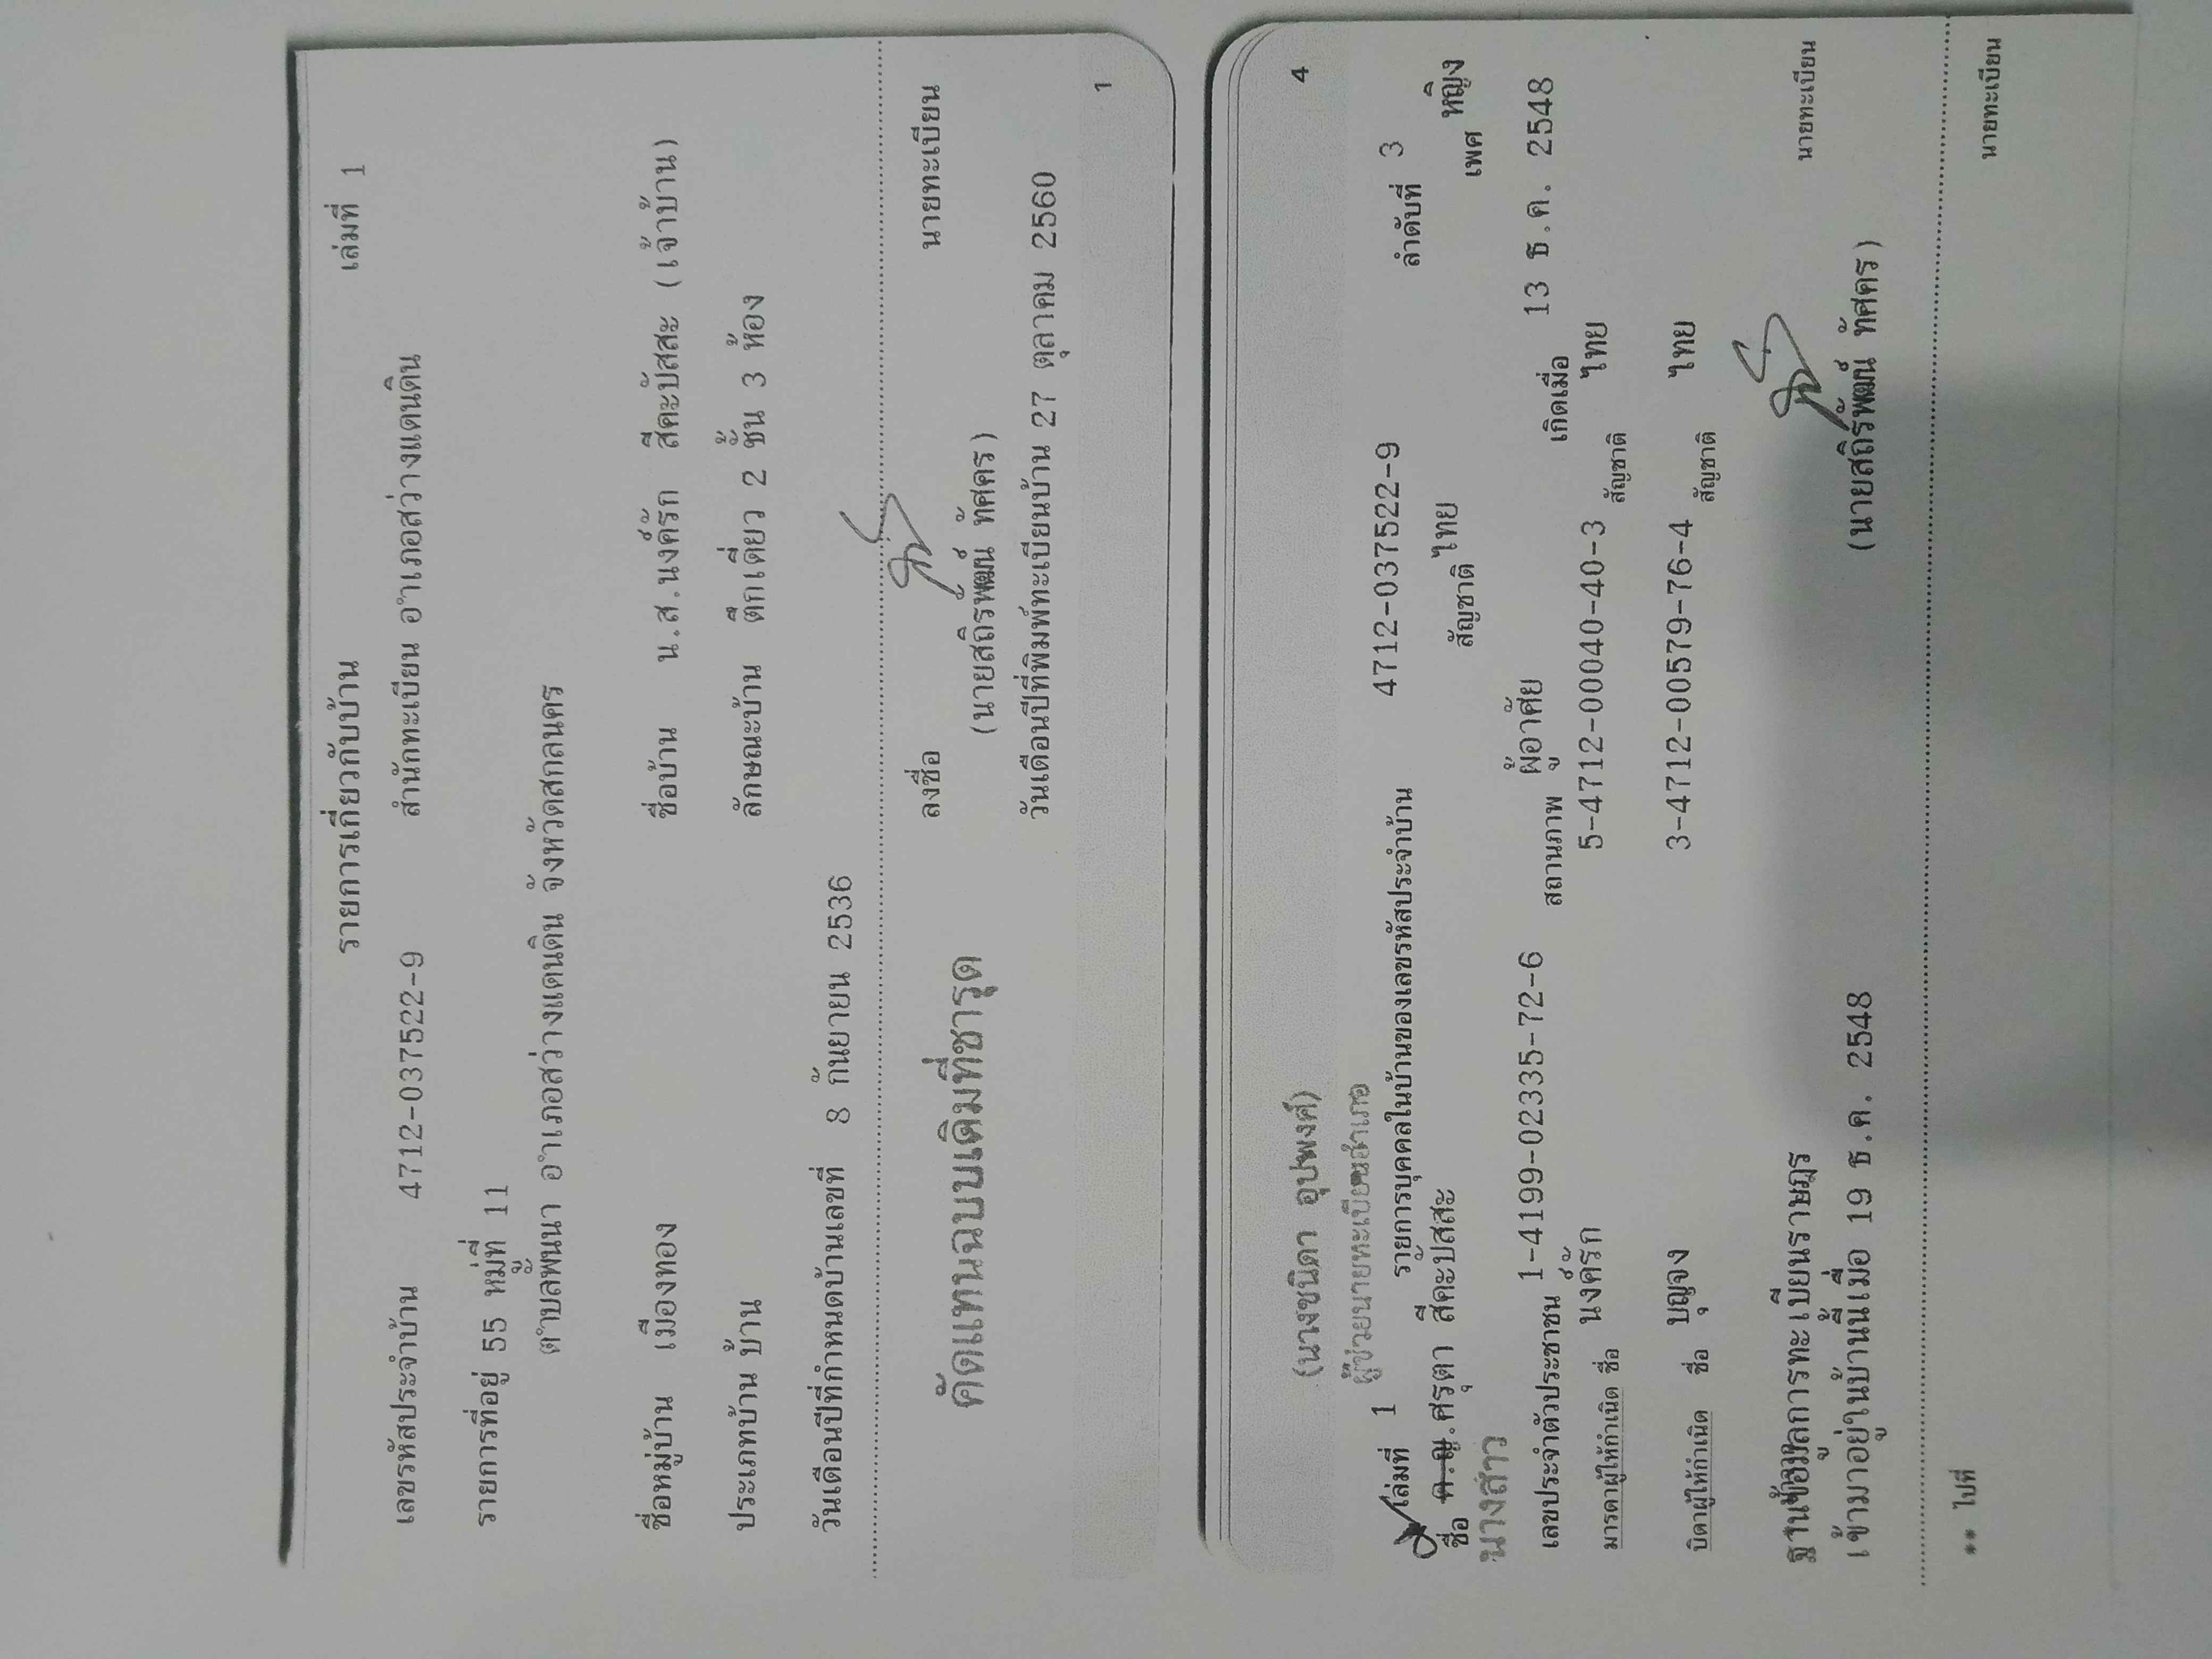 รายการเกี่ยวกับบ้าน เล่มที่ 1
เลขรหัสประจำบ้าน 4712-037522-9 สำนักทะเบียน อำเภอสว่างแดนดิน
รายการที่อยู่ 55 หมู่ที่ 11
ตำบลพันนา อำเภอสว่างแดนดิน จังหวัดสกลนคร
ชื่อหมู่บ้าน เมืองทอง ชื่อบ้าน น.ส.นงค์รัก สีคะปัสสะ (เจ้าบ้าน)
ประเภทบ้าน บ้าน ลักษณะบ้าน ตึกเดี่ยว 2 ชั้น 3 ห้อง
วันเดือนปีที่กำหนดบ้านเลขที่ 8 กันยายน 2536
ลงชื่อ นายทะเบียน
คัดแทนฉบับเดิมที่ชำรุด
(นายสถิรพัฒน์ ทัศคร)
วันเดือนปีที่พิมพ์ทะเบียนบ้าน 27 ตุลาคม 2560
1
4
(นางชนิดา อุปพงศ์)
ผู้ช่วยนายทะเบียนอำเภอ
เล่มที่ 1 รายการบุคคลในบ้านของเลขรหัสประจำบ้าน 4712-037522-9 ลำดับที่ 3
ชื่อ ด.ญ.ศรุตา สีคะปัสสะ สัญชาติ ไทย เพศ หญิง
นางสาว
เลขประจำตัวประชาชน 1-4199-02335-72-6 สถานภาพ ผู้อาศัย เกิดเมื่อ 13 ธ.ค. 2548
มารดาผู้ให้กำเนิด ชื่อ นงค์รัก 5-4712-00040-40-3 สัญชาติ ไทย
บิดาผู้ให้กำเนิด ชื่อ บุญจง 3-4712-00579-76-4 สัญชาติ ไทย
ฐานข้อมูลการทะเบียนราษฎร
เข้ามาอยู่ในบ้านนี้เมื่อ 19 ธ.ค. 2548
นายทะเบียน
(นายสถิรพัฒน์ ทัศคร)
** ไปที่ นายทะเบียน